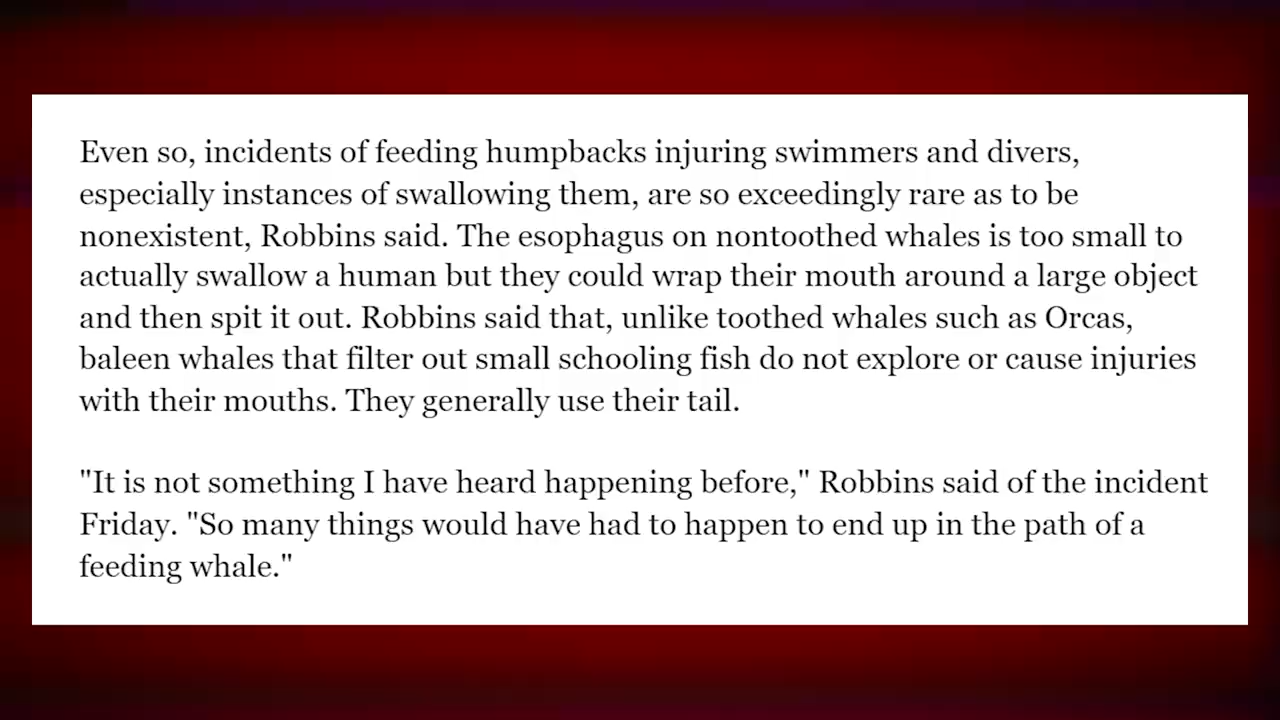 Even so, incidents of feeding humpbacks injuring swimmers and divers,
especially instances of swallowing them, are so exceedingly rare as to be
nonexistent, Robbins said. The esophagus on nontoothed whales is too small to
actually swallow a human but they could wrap their mouth around a large object
and then spit it out. Robbins said that, unlike toothed whales such as Orcas,
baleen whales that filter out small schooling fish do not explore or cause injuries
with their mouths. They generally use their tail.
"It is not something I have heard happening before," Robbins said of the incident
Friday. "So many things would have had to happen to end up in the path of a
feeding whale."